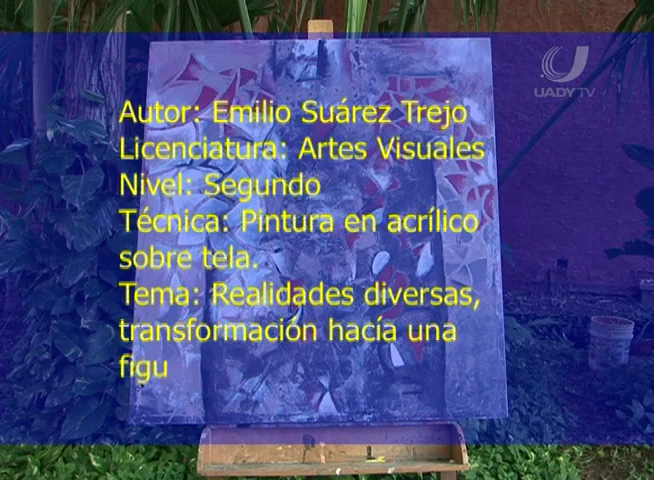 UADY TV
Autor: Emilio Suárez Trejo
Licenciatura: Artes Visuales
Nivel: Segundo
Técnica: Pintura en acrílico
sobre tela.
Tema: Realidades diversas,
transformación hacía una
figu